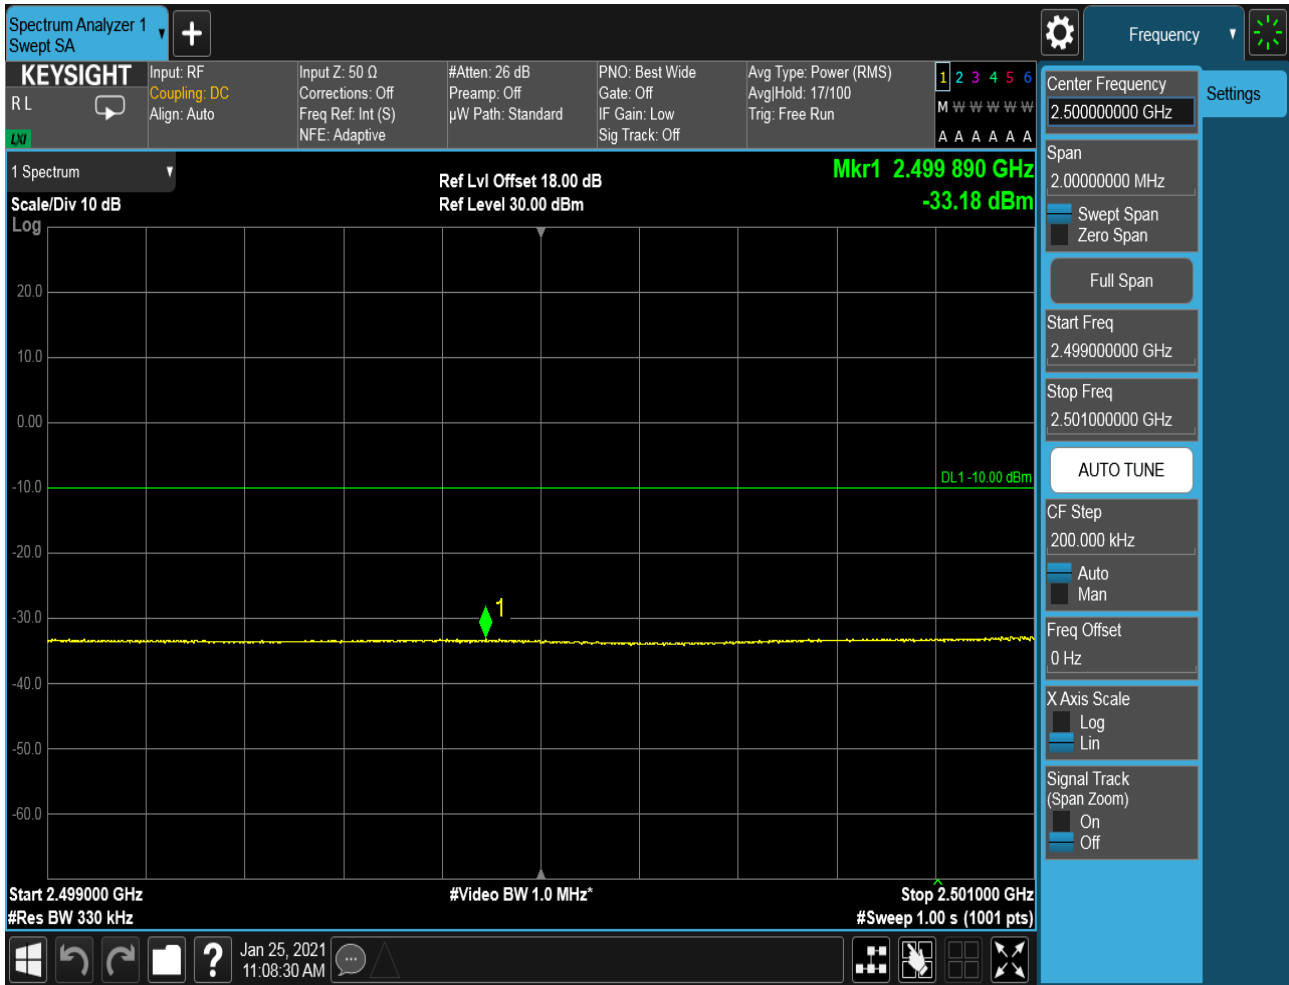 Spectrum Analyzer 1
Swept SA
Frequency
KEYSIGHT
R L
LXI
Input: RF
Coupling: DC
Align: Auto
Input Z: 50 Ω
Corrections: Off
Freq Ref: Int (S)
NFE: Adaptive
#Atten: 26 dB
Preamp: Off
µW Path: Standard
PNO: Best Wide
Gate: Off
IF Gain: Low
Sig Track: Off
Avg Type: Power (RMS)
Avg|Hold: 17/100
Trig: Free Run
1 2 3 4 5 6
M W W W W W
A A A A A A
1 Spectrum
Scale/Div 10 dB
Log
Ref Lvl Offset 18.00 dB
Ref Level 30.00 dBm
Mkr1 2.499 890 GHz
-33.18 dBm
20.0
10.0
0.00
-10.0
-20.0
-30.0
-40.0
-50.0
-60.0
DL1 -10.00 dBm
1
Start 2.499000 GHz
#Res BW 330 kHz
#Video BW 1.0 MHz*
Stop 2.501000 GHz
#Sweep 1.00 s (1001 pts)
Jan 25, 2021
11:08:30 AM
Center Frequency
2.500000000 GHz
Span
2.00000000 MHz
Swept Span
Zero Span
Full Span
Start Freq
2.499000000 GHz
Stop Freq
2.501000000 GHz
AUTO TUNE
CF Step
200.000 kHz
Auto
Man
Freq Offset
0 Hz
X Axis Scale
Log
Lin
Signal Track
(Span Zoom)
On
Off
Settings